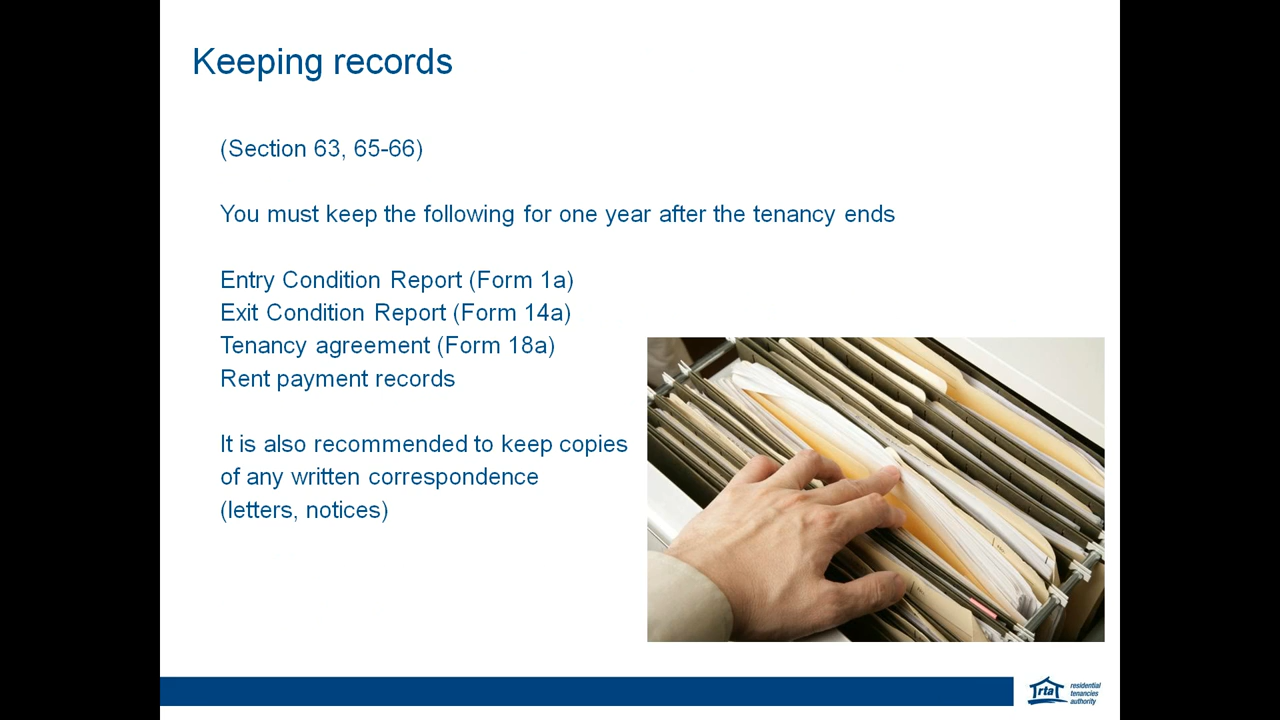 Keeping records
(Section 63, 65-66)
You must keep the following for one year after the tenancy ends
Entry Condition Report (Form 1a)
Exit Condition Report (Form 14a)
Tenancy agreement (Form 18a)
Rent payment records
It is also recommended to keep copies
of any written correspondence
(letters, notices)
rta
residential
tenancies
authority